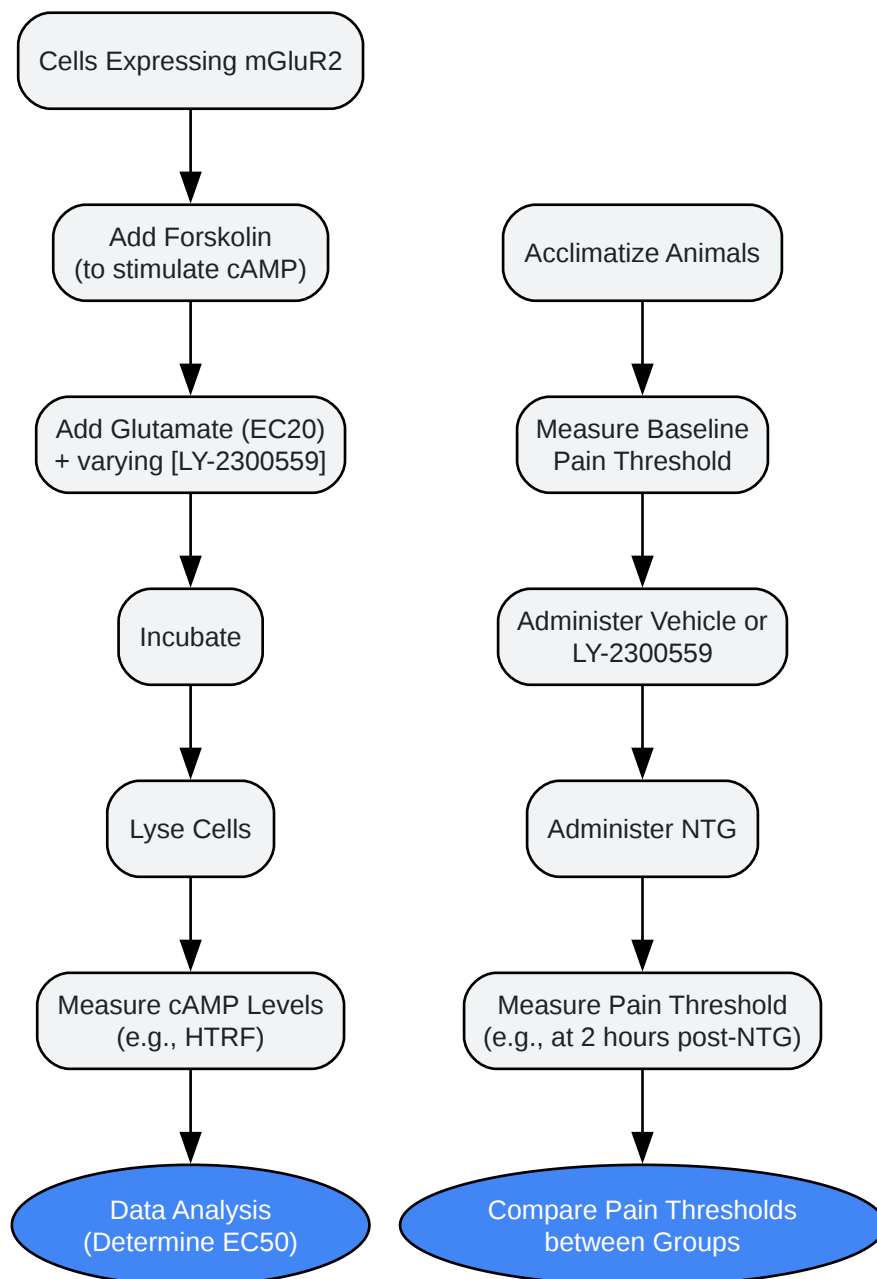 Cells Expressing mGluR2
Add Forskolin
(to stimulate cAMP)
Add Glutamate (EC20)
+ varying [LY-2300559]
Incubate
Lyse Cells
Measure cAMP Levels
(e.g., HTRF)
Data Analysis
(Determine EC50)
Acclimatize Animals
Measure Baseline
Pain Threshold
Administer Vehicle or
LY-2300559
Administer NTG
Measure Pain Threshold
(e.g., at 2 hours post-NTG)
Compare Pain Thresholds
between Groups